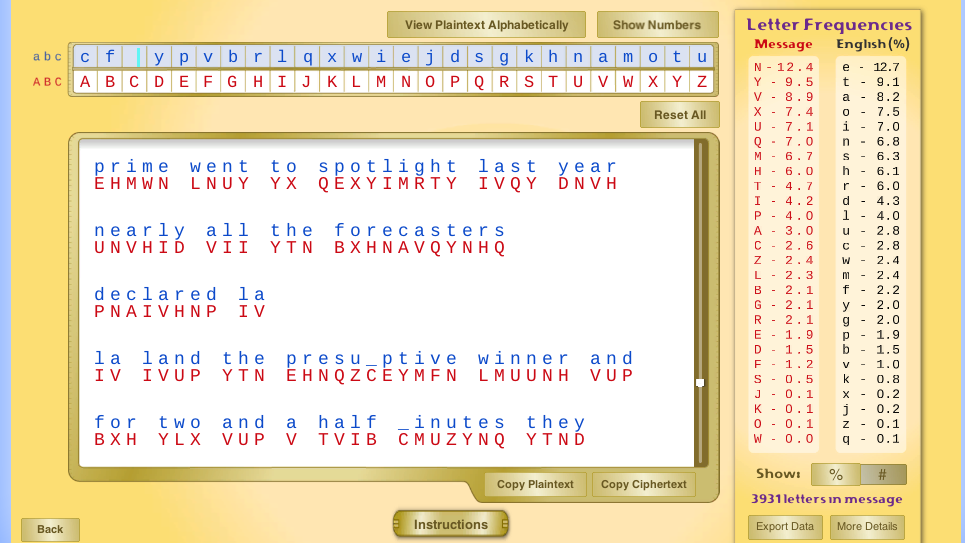 View Plaintext Alphabetically Show Numbers
abc c f y p v b r l q x w i e j d s g k h n a m o t u
ABC A B C D E F G H I J K L M N O P Q R S T U V W X Y Z
Reset All
prime went to spotlight last year
EHMWN LNUY YX QEXYIMRTY IVQY DNVH
nearly all the forecasters
UNVHID VII YTN BXHNAVQYNHQ
declared la
PNAIVHNP IV
la land the presu_ptive winner and
IV IVUP YTN EHNQZCEYMFN LMUUNH VUP
for two and a half _inutes they
BXH YLX VUP V TVIB CMUZYNQ YTND
Copy Plaintext Copy Ciphertext
Back
Instructions
Letter Frequencies
Message English (%)
N - 12.4 e - 12.7
Y - 9.5 t - 9.1
V - 8.9 a - 8.2
X - 7.4 o - 7.5
U - 7.1 i - 7.0
Q - 7.0 n - 6.8
M - 6.7 s - 6.3
H - 6.0 h - 6.1
T - 4.7 r - 6.0
I - 4.2 d - 4.3
P - 4.0 l - 4.0
A - 3.0 u - 2.8
C - 2.6 c - 2.8
Z - 2.4 w - 2.4
L - 2.3 m - 2.4
B - 2.1 f - 2.2
G - 2.1 y - 2.0
R - 2.1 g - 2.0
E - 1.9 p - 1.9
D - 1.5 b - 1.5
F - 1.2 v - 1.0
S - 0.5 k - 0.8
J - 0.1 x - 0.2
K - 0.1 j - 0.2
O - 0.1 z - 0.1
W - 0.0 q - 0.1
Show: % #
3931 letters in message
Export Data More Details